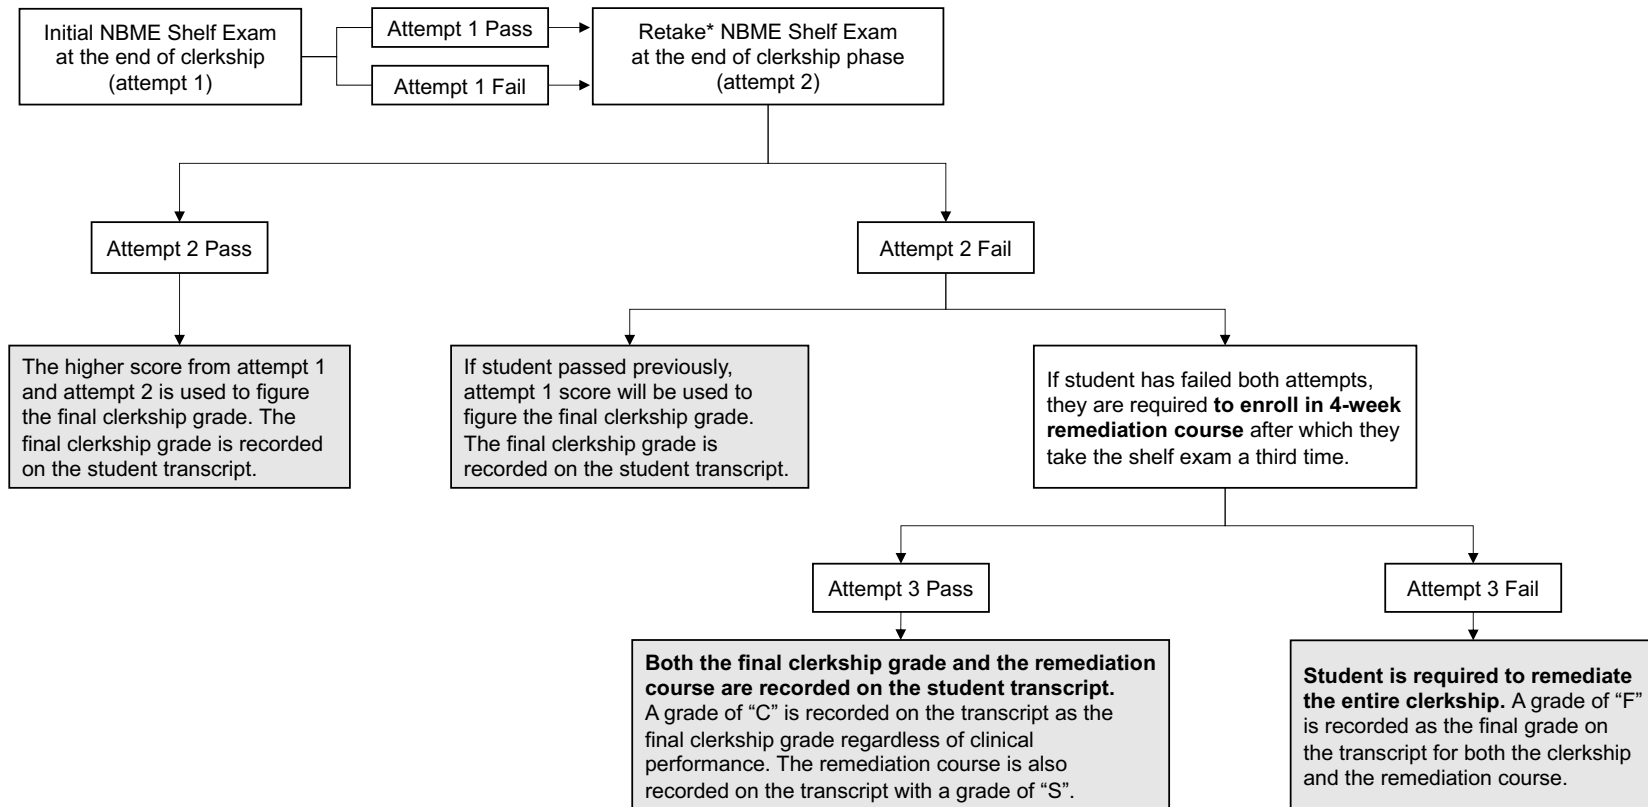 Initial NBME Shelf Exam
at the end of clerkship
(attempt 1)
Attempt 1 Pass
Attempt 1 Fail
Retake* NBME Shelf Exam
at the end of clerkship phase
(attempt 2)
Attempt 2 Pass
Attempt 2 Fail
The higher score from attempt 1
and attempt 2 is used to figure
the final clerkship grade. The
final clerkship grade is recorded
on the student transcript.
If student passed previously,
attempt 1 score will be used to
figure the final clerkship grade.
The final clerkship grade is
recorded on the student transcript.
If student has failed both attempts,
they are required to enroll in 4-week
remediation course after which they
take the shelf exam a third time.
Attempt 3 Pass
Attempt 3 Fail
Both the final clerkship grade and the remediation
course are recorded on the student transcript.
A grade of “C” is recorded on the transcript as the
final clerkship grade regardless of clinical
performance. The remediation course is also
recorded on the transcript with a grade of “S”.
Student is required to remediate
the entire clerkship. A grade of “F”
is recorded as the final grade on
the transcript for both the clerkship
and the remediation course.